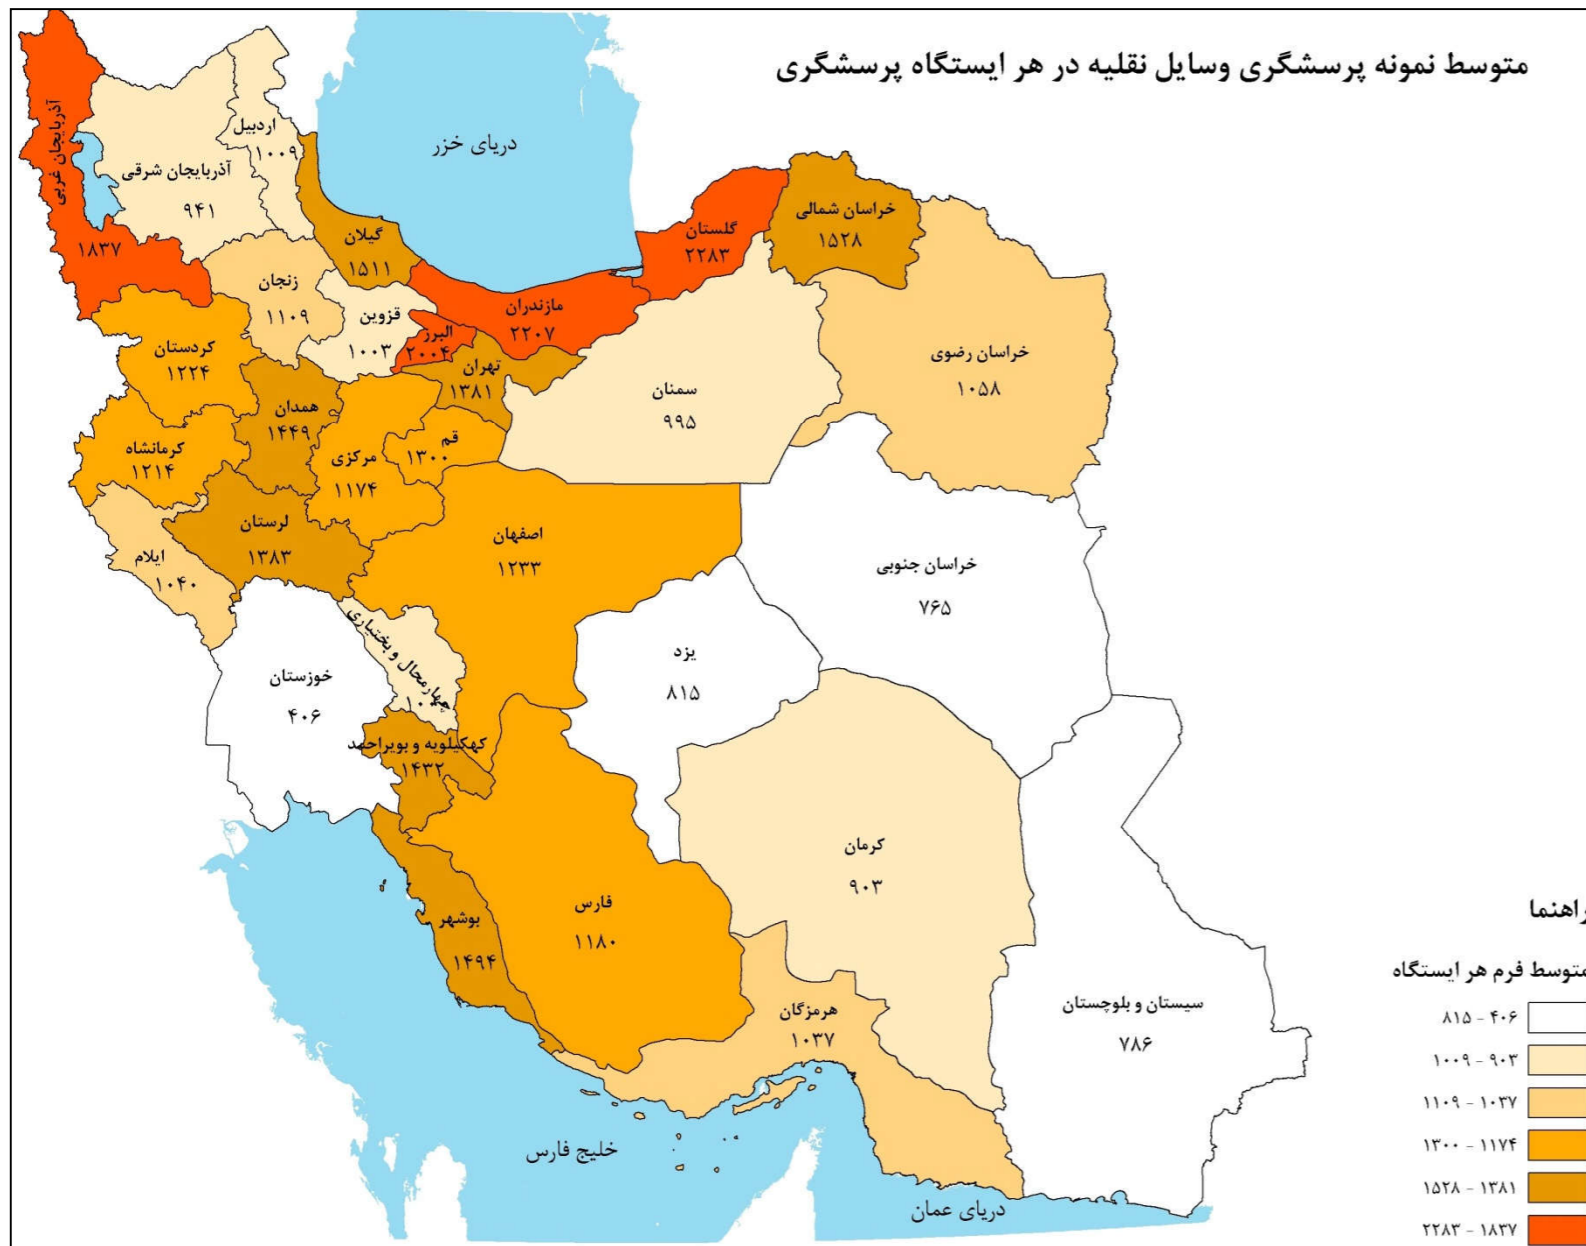 متوسط نمونه پرسشگری وسایل نقلیه در هر ایستگاه پرسشگری
آذربایجان غربی
۱۸۳۷
آذربایجان شرقی
۹۴۱
اردبیل
۱۰۰۹
دریای خزر
گیلان
۱۵۱۱
زنجان
۱۱۰۹
قزوین
۱۰۰۳
البرز
۲۰۰۴
مازندران
۲۲۰۷
گلستان
۲۲۸۳
خراسان شمالی
۱۵۲۸
خراسان رضوی
۱۰۵۸
سمنان
۹۹۵
تهران
۱۳۸۱
کردستان
۱۲۲۴
همدان
۱۴۴۹
کرمانشاه
۱۲۱۴
مرکزی
۱۱۷۴
قم
۱۳۰۰
لرستان
۱۳۸۳
ایلام
۱۰۴۰
اصفهان
۱۲۳۳
خراسان جنوبی
۷۶۵
یزد
۸۱۵
خوزستان
۴۰۶
چهارمحال و بختیاری
کهکیلویه و بویراحمد
۱۴۳۲
کرمان
۹۰۳
فارس
۱۱۸۰
بوشهر
۱۴۹۴
هرمزگان
۱۰۳۷
سیستان و بلوچستان
۷۸۶
خلیج فارس
دریای عمان
راهنما
متوسط فرم هر ایستگاه
۴۰۶ - ۸۱۵
۹۰۳ - ۱۰۰۹
۱۰۳۷ - ۱۱۰۹
۱۱۷۴ - ۱۳۰۰
۱۳۸۱ - ۱۵۲۸
۱۸۳۷ - ۲۲۸۳